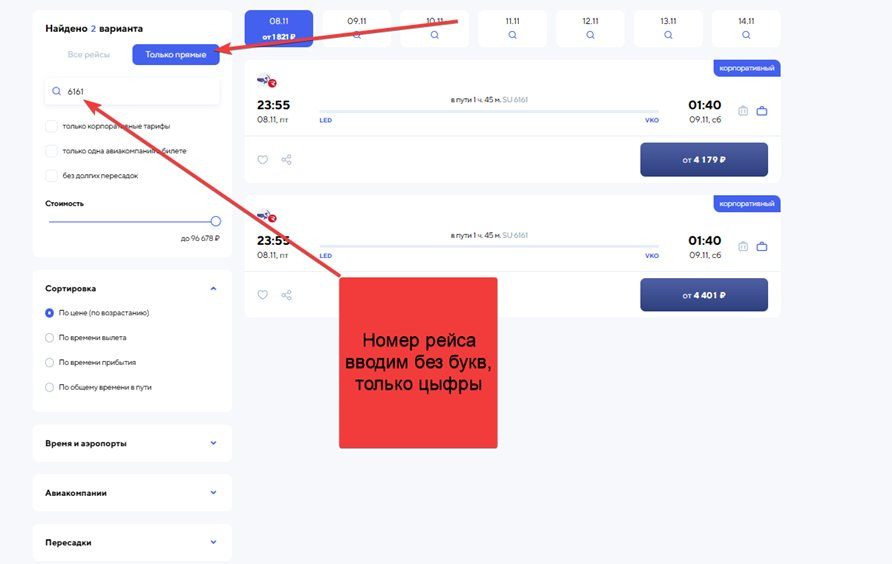 Найдено 2 варианта
Все рейсы Только прямые
6161
только корпоративные тарифы
только одна авиакомпания в билете
без долгих пересадок
Стоимость
до 96 678 ₽
Сортировка
По цене (по возрастанию)
По времени вылета
По времени прибытия
По общему времени в пути
Время и аэропорты
Авиакомпании
Пересадки
08.11 09.11 10.11 11.11 12.11 13.11 14.11
от 1 821 ₽
корпоративный
23:55 в пути 1 ч. 45 м. SU 6161 01:40
08.11, пт LED VKO 09.11, сб
от 4 179 ₽
корпоративный
23:55 в пути 1 ч. 45 м. SU 6161 01:40
08.11, пт LED VKO 09.11, сб
от 4 401 ₽
Номер рейса
вводим без букв,
только цыфры